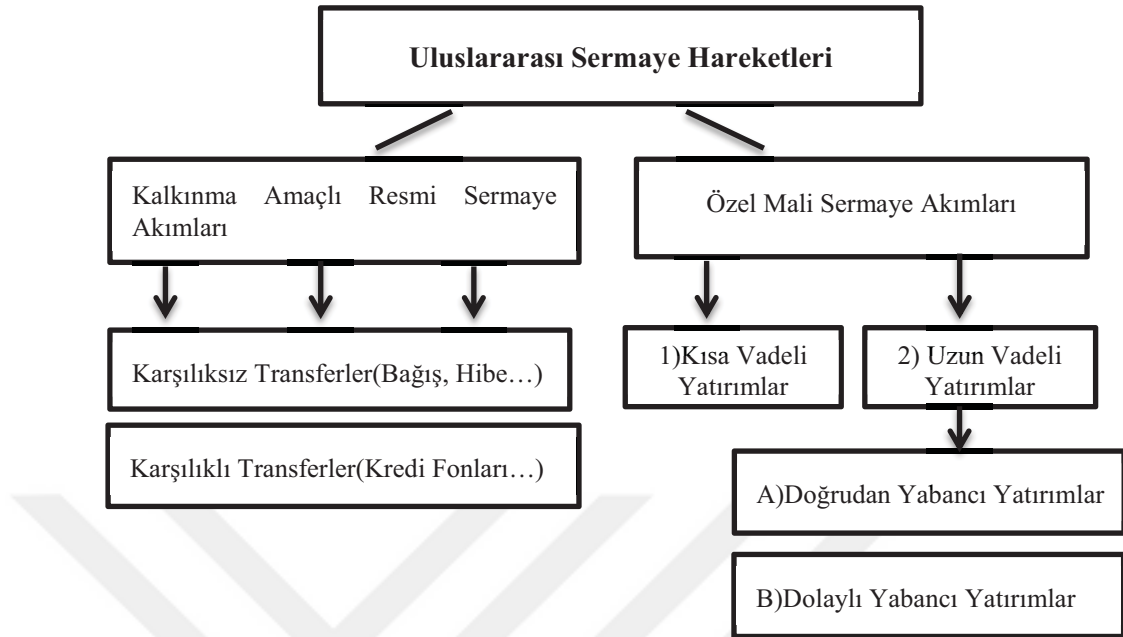 Uluslararası Sermaye Hareketleri
Kalkınma Amaçlı Resmi Sermaye
Akımları
Özel Mali Sermaye Akımları
Karşılıksız Transferler(Bağış, Hibe…)
1)Kısa Vadeli
Yatırımlar
2) Uzun Vadeli
Yatırımlar
Karşılıklı Transferler(Kredi Fonları…)
A)Doğrudan Yabancı Yatırımlar
B)Dolaylı Yabancı Yatırımlar